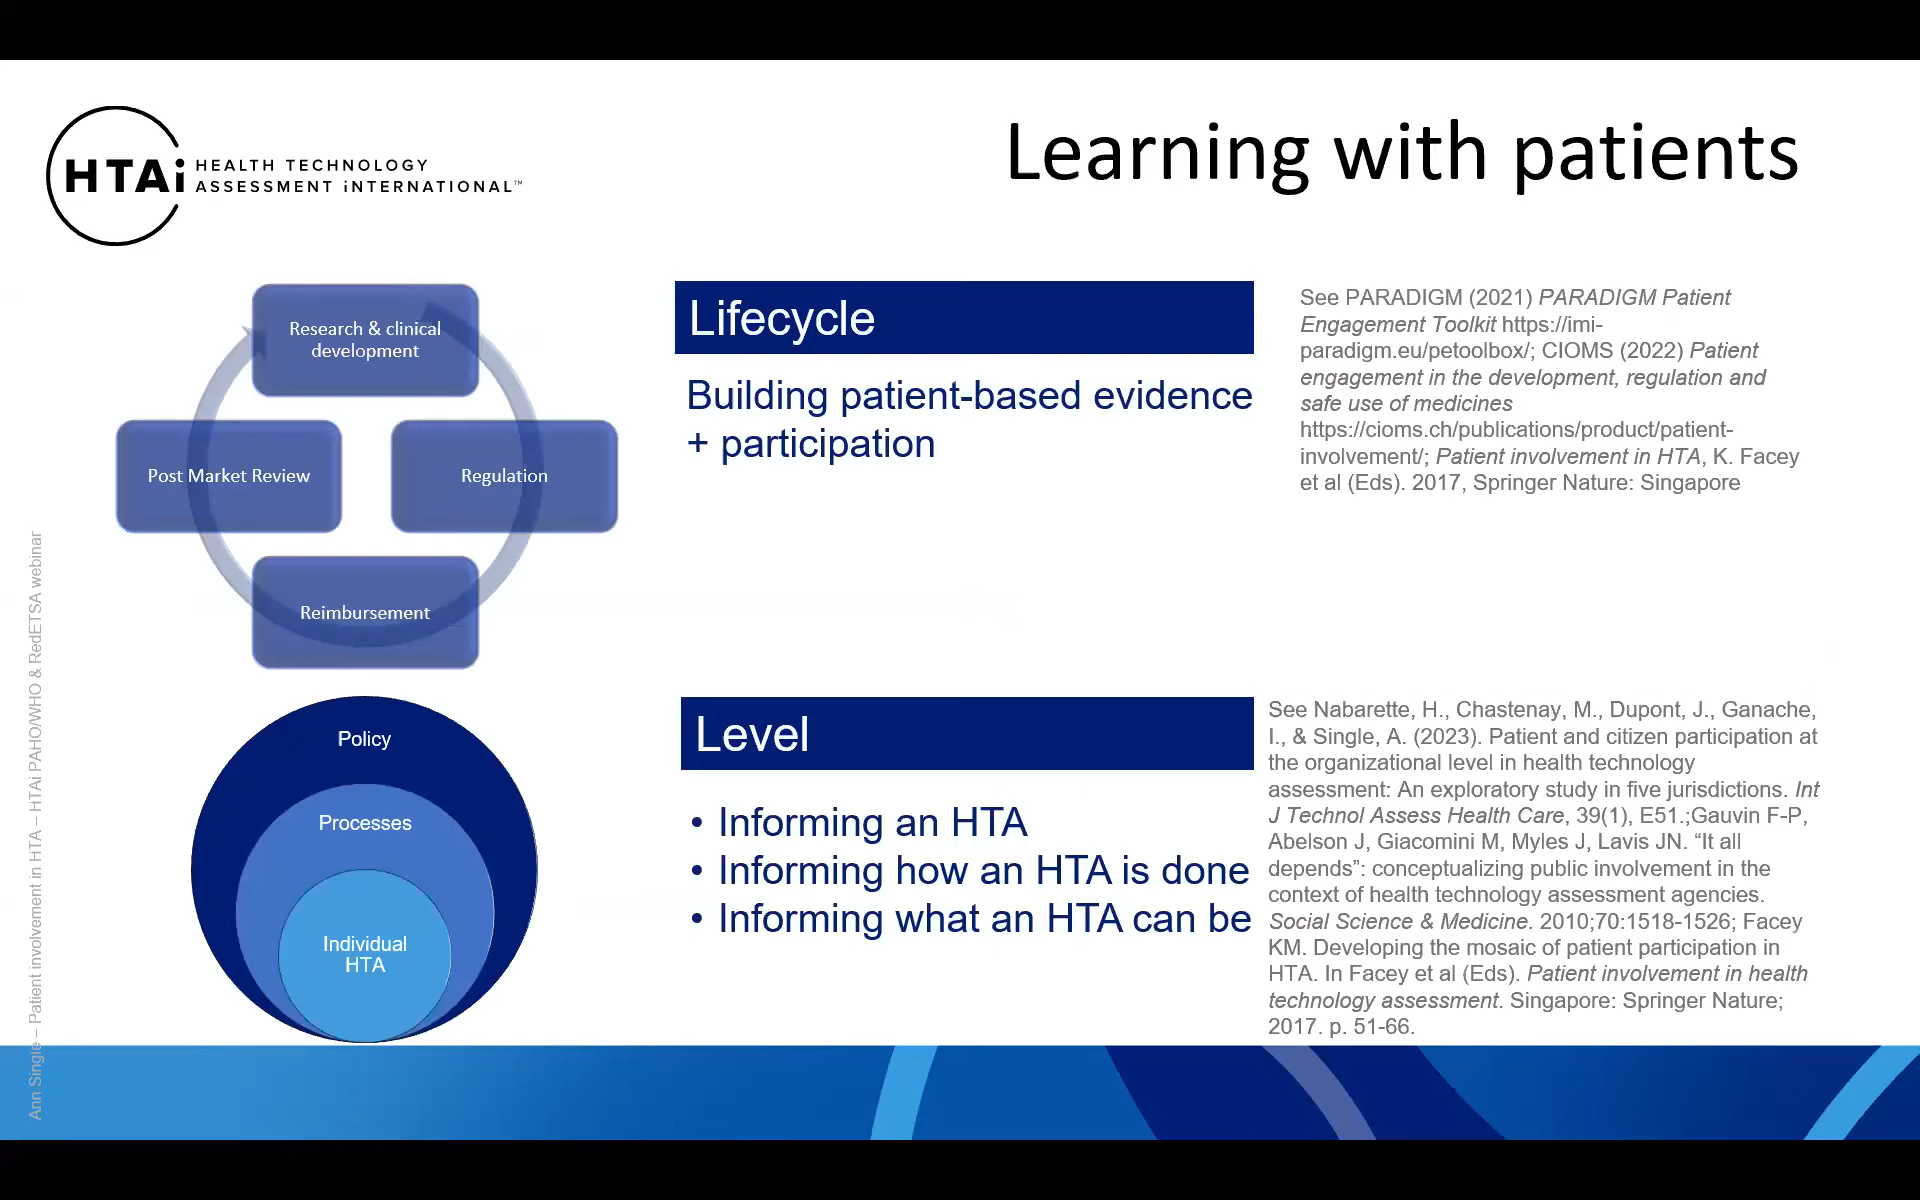 HTAi HEALTH TECHNOLOGY
ASSESSMENT iNTERNATIONAL™
Learning with patients
Research & clinical
development
Post Market Review
Regulation
Reimbursement
Lifecycle
Building patient-based evidence
+ participation
See PARADIGM (2021) PARADIGM Patient
Engagement Toolkit https://imi-
paradigm.eu/petoolbox/; CIOMS (2022) Patient
engagement in the development, regulation and
safe use of medicines
https://cioms.ch/publications/product/patient-
involvement/; Patient involvement in HTA, K. Facey
et al (Eds). 2017, Springer Nature: Singapore
Policy
Processes
Individual
HTA
Level
• Informing an HTA
• Informing how an HTA is done
• Informing what an HTA can be
See Nabarette, H., Chastenay, M., Dupont, J., Ganache,
I., & Single, A. (2023). Patient and citizen participation at
the organizational level in health technology
assessment: An exploratory study in five jurisdictions. Int
J Technol Assess Health Care, 39(1), E51.;Gauvin F-P,
Abelson J, Giacomini M, Myles J, Lavis JN. “It all
depends”: conceptualizing public involvement in the
context of health technology assessment agencies.
Social Science & Medicine. 2010;70:1518-1526; Facey
KM. Developing the mosaic of patient participation in
HTA. In Facey et al (Eds). Patient involvement in health
technology assessment. Singapore: Springer Nature;
2017. p. 51-66.
Ann Single – Patient involvement in HTA – HTAi PAHO/WHO & RedETSA webinar